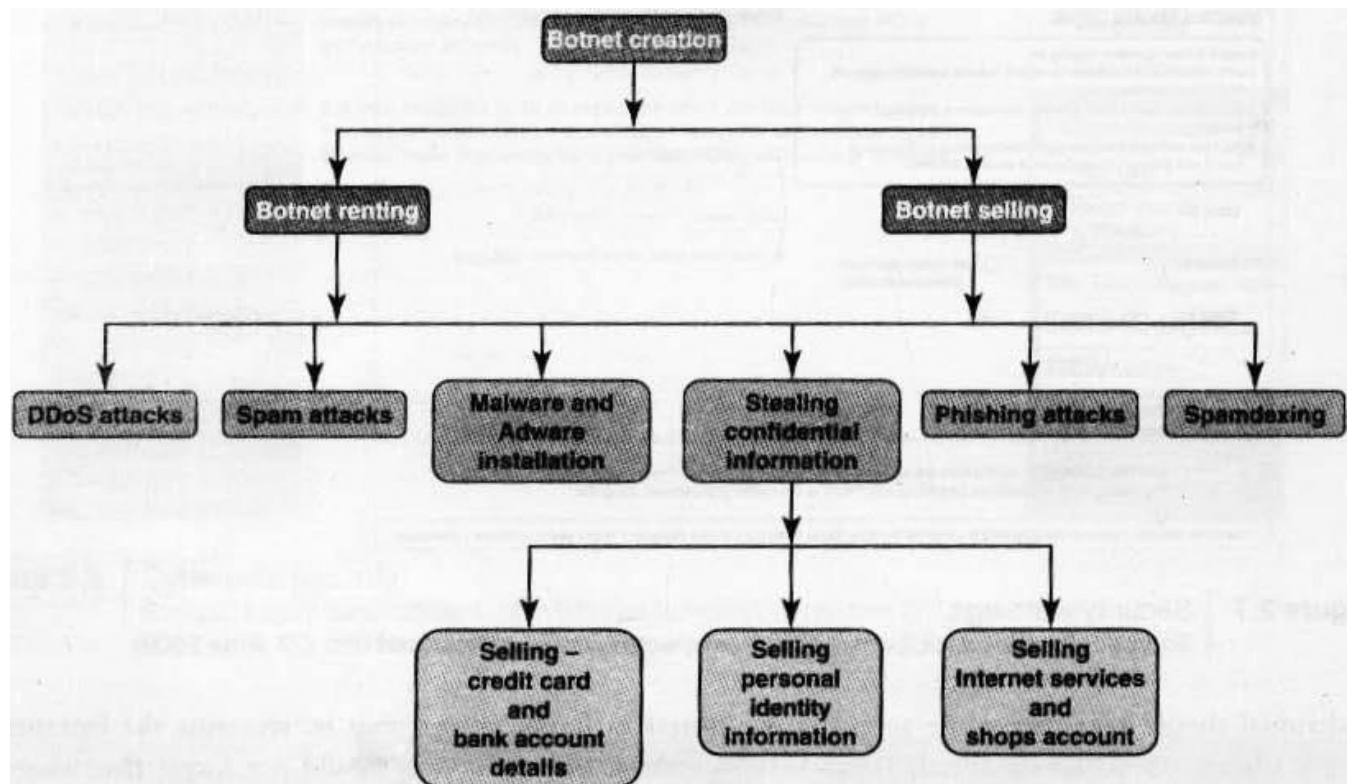 Botnet creation
Botnet renting
Botnet selling
DDoS attacks
Spam attacks
Malware and
Adware
installation
Stealing
confidential
information
Phishing attacks
Spamdexing
Selling –
credit card
and
bank account
details
Selling
personal
identity
information
Selling
Internet services
and
shops account